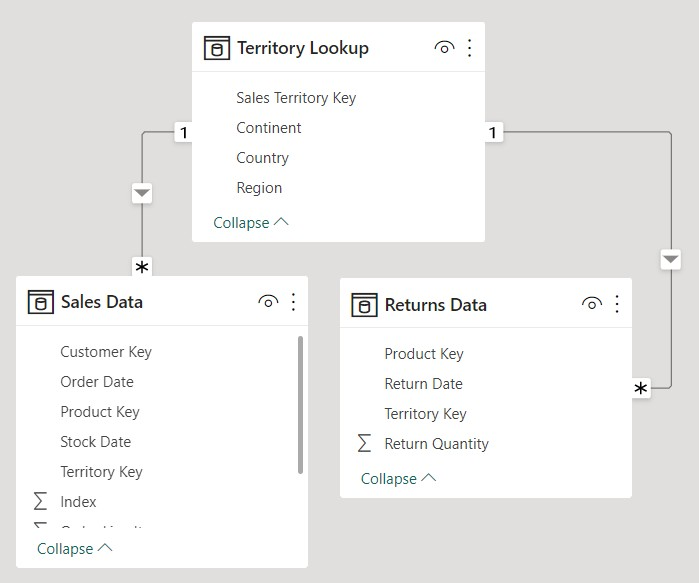 Territory Lookup
Sales Territory Key
Continent
Country
Region
Collapse
1
1
*
*
Sales Data
Customer Key
Order Date
Product Key
Stock Date
Territory Key
Σ Index
Collapse
Returns Data
Product Key
Return Date
Territory Key
Σ Return Quantity
Collapse